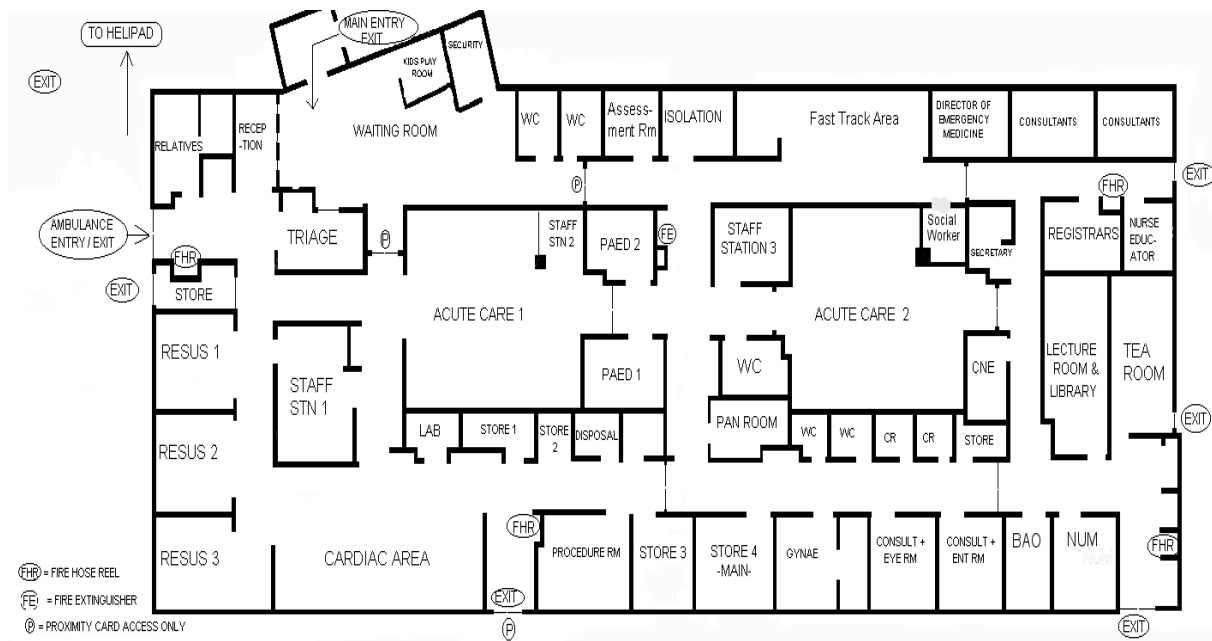 TO HELIPAD
MAIN ENTRY
EXIT
EXIT
KIDS PLAY
ROOM
SECURITY
WAITING ROOM
RECEP
-TION
RELATIVES
WC
WC
Assess-
ment Rm
ISOLATION
Fast Track Area
DIRECTOR OF
EMERGENCY
MEDICINE
CONSULTANTS
CONSULTANTS
EXIT
P
FHR
AMBULANCE
ENTRY / EXIT
TRIAGE
P
STAFF
STN 2
PAED 2
FE
STAFF
STATION 3
Social
Worker
SECRETARY
REGISTRARS
NURSE
EDUC-
ATOR
FHR
EXIT
STORE
ACUTE CARE 1
ACUTE CARE 2
RESUS 1
STAFF
STN 1
PAED 1
WC
CNE
LECTURE
ROOM &
LIBRARY
TEA
ROOM
EXIT
RESUS 2
LAB
STORE 1
STORE
2
DISPOSAL
PAN ROOM
WC
WC
CR
CR
STORE
RESUS 3
CARDIAC AREA
FHR
PROCEDURE RM
STORE 3
STORE 4
-MAIN-
GYNAE
CONSULT +
EYE RM
CONSULT +
ENT RM
BAO
NUM
NUM
FHR
EXIT
P
EXIT
FHR = FIRE HOSE REEL
FE = FIRE EXTINGUISHER
P = PROXIMITY CARD ACCESS ONLY